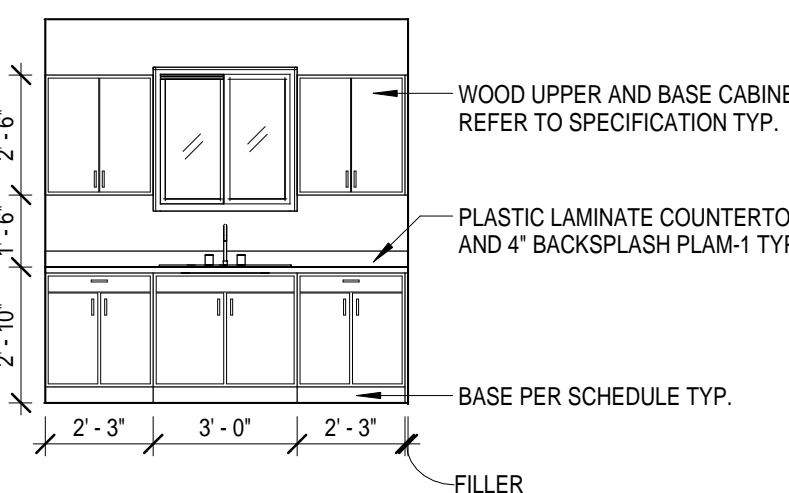 2' - 6"
WOOD UPPER AND BASE CABINE
REFER TO SPECIFICATION TYP.
1' - 6"
PLASTIC LAMINATE COUNTERTO
AND 4" BACKSPLASH PLAM-1 TYP
2' - 10"
BASE PER SCHEDULE TYP.
2' - 3"
3' - 0"
2' - 3"
FILLER